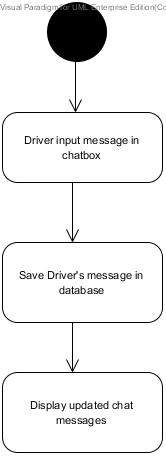 Visual Paradigm for UML Enterprise Edition(Co
Driver input message in
chatbox
Save Driver's message in
database
Display updated chat
messages